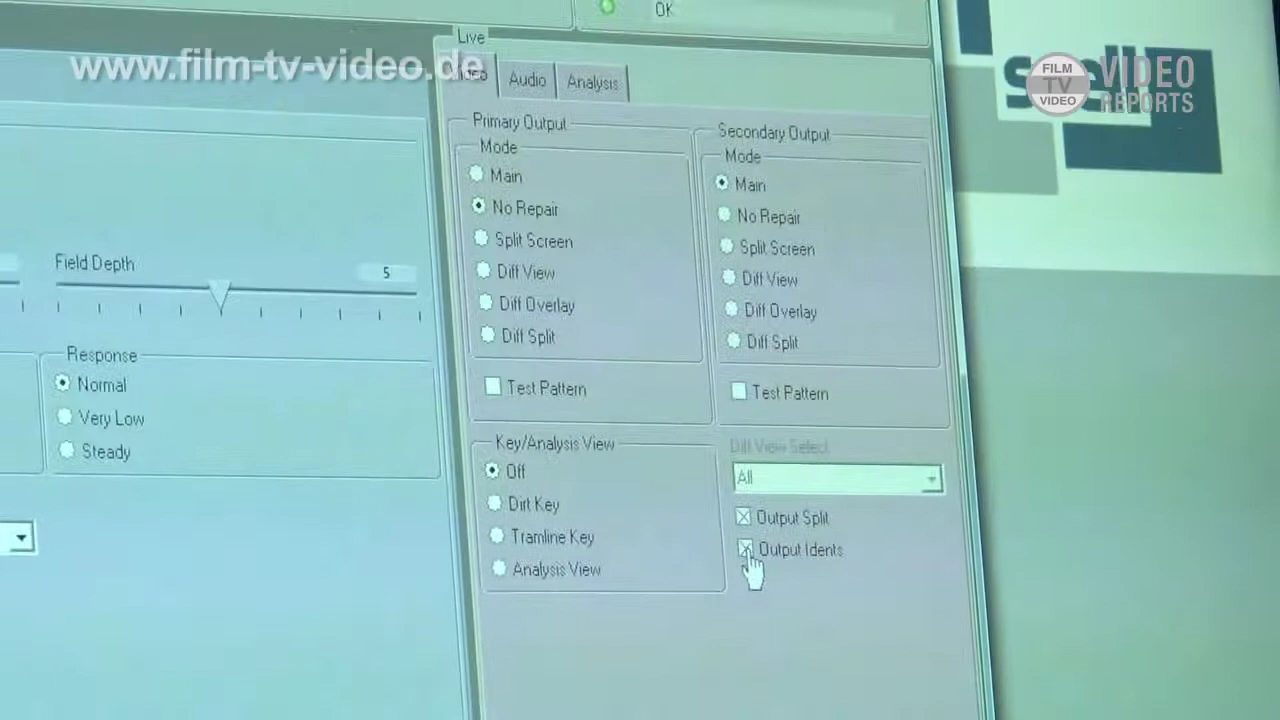 OK
www.film-tv-video.de
FILM
TV
VIDEO
VIDEO
REPORTS
Live
Video
Audio
Analysis
Primary Output
Mode
Main
No Repair
Split Screen
Diff View
Diff Overlay
Diff Split
Test Pattern
Secondary Output
Mode
Main
No Repair
Split Screen
Diff View
Diff Overlay
Diff Split
Test Pattern
Field Depth
5
Response
Normal
Very Low
Steady
Key/Analysis View
Off
Dirt Key
Tramline Key
Analysis View
Diff View Select
All
Output Split
Output Idents